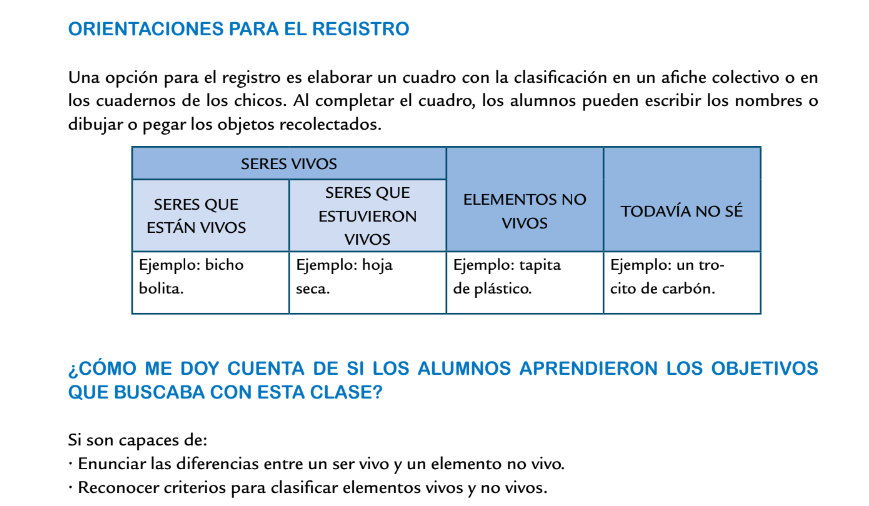 ORIENTACIONES PARA EL REGISTRO
Una opción para el registro es elaborar un cuadro con la clasificación en un afiche colectivo o en
los cuadernos de los chicos. Al completar el cuadro, los alumnos pueden escribir los nombres o
dibujar o pegar los objetos recolectados.
SERES VIVOS
SERES QUE
ESTÁN VIVOS
SERES QUE
ESTUVIERON
VIVOS
ELEMENTOS NO
VIVOS
TODAVÍA NO SÉ
Ejemplo: bicho
bolita.
Ejemplo: hoja
seca.
Ejemplo: tapita
de plástico.
Ejemplo: un tro-
cito de carbón.
¿CÓMO ME DOY CUENTA DE SI LOS ALUMNOS APRENDIERON LOS OBJETIVOS
QUE BUSCABA CON ESTA CLASE?
Si son capaces de:
· Enunciar las diferencias entre un ser vivo y un elemento no vivo.
· Reconocer criterios para clasificar elementos vivos y no vivos.